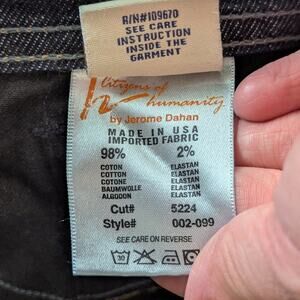 R/N#109670
SEE CARE
INSTRUCTION
INSIDE THE
GARMENT
Citizens of
humanity
by Jerome Dahan
MADE IN USA
IMPORTED FABRIC
98% 2%
COTON ELASTAN
COTTON ELASTAN
COTONE ELASTAN
BAUMWOLLE ELASTAN
ALGODON ELASTAN
Cut# 5224
Style# 002-099
SEE CARE ON REVERSE
30